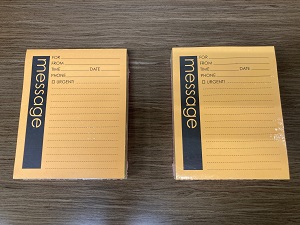 message
FOR
FROM
TIME DATE
PHONE
URGENT!
message
FOR
FROM
TIME DATE
PHONE
URGENT!